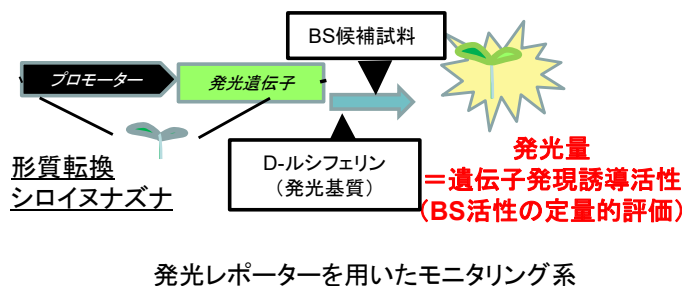 BS候補試料
プロモーター
発光遺伝子
D-ルシフェリン
(発光基質)
形質転換
シロイヌナズナ
発光量
＝遺伝子発現誘導活性
(BS活性の定量的評価)
発光レポーターを用いたモニタリング系